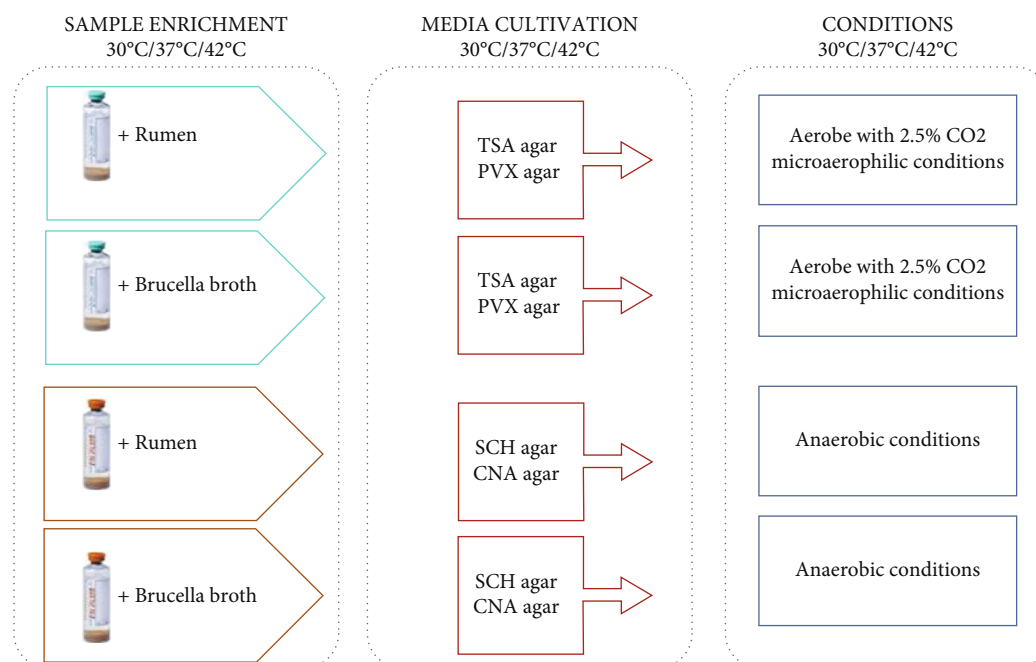 SAMPLE ENRICHMENT
30°C/37°C/42°C
MEDIA CULTIVATION
30°C/37°C/42°C
CONDITIONS
30°C/37°C/42°C
+ Rumen
TSA agar
PVX agar
Aerobe with 2.5% CO2
microaerophilic conditions
+ Brucella broth
TSA agar
PVX agar
Aerobe with 2.5% CO2
microaerophilic conditions
+ Rumen
SCH agar
CNA agar
Anaerobic conditions
+ Brucella broth
SCH agar
CNA agar
Anaerobic conditions